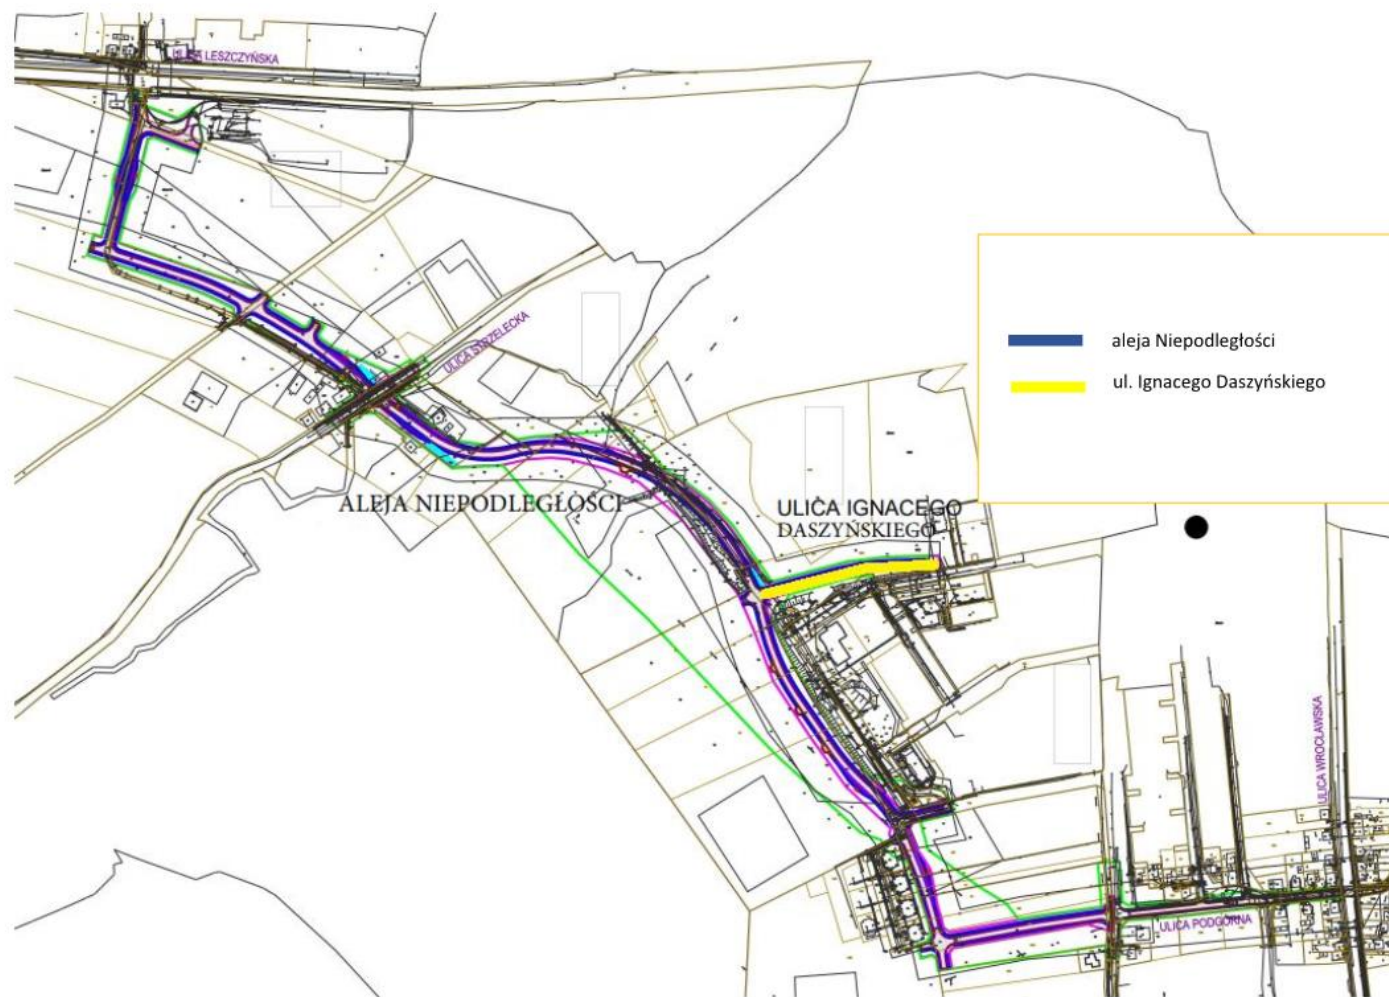 ULICA LESZCZYŃSKA
ULICA STRZELECKA
aleja Niepodległości
ul. Ignacego Daszyńskiego
ALEJA NIEPODLEGŁOŚCI
ULICA IGNACEGO
DASZYŃSKIEGO
ULICA WROCŁAWSKA
ULICA PODGÓRNA